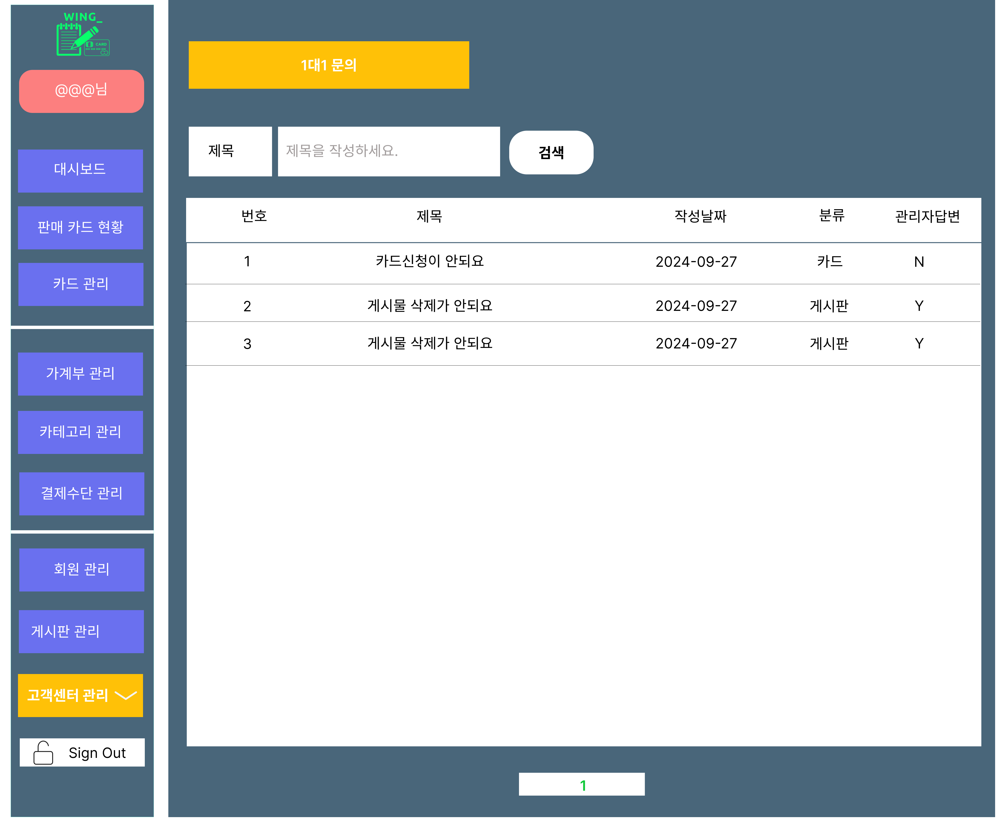 WING_
CARD
@@@님
대시보드
판매 카드 현황
카드 관리
가계부 관리
카테고리 관리
결제수단 관리
회원 관리
게시판 관리
고객센터 관리
Sign Out
1대1 문의
제목 제목을 작성하세요. 검색
번호 제목 작성날짜 분류 관리자답변
1 카드신청이 안되요 2024-09-27 카드 N
2 게시물 삭제가 안되요 2024-09-27 게시판 Y
3 게시물 삭제가 안되요 2024-09-27 게시판 Y
1